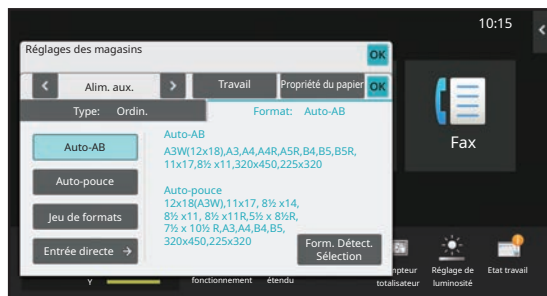 10:15
Réglages des magasins
OK
Alim. aux.
Travail
Propriété du papier
OK
Type: Ordin.
Format: Auto-AB
Auto-AB
Auto-pouce
Jeu de formats
Entrée directe →
Auto-AB
A3W(12x18),A3,A4,A4R,A5R,B4,B5,B5R,
11x17,8½ x11,320x450,225x320
Auto-pouce
12x18(A3W),11x17, 8½ x14,
8½ x11, 8½ x11R,5½ x 8½R,
7½ x 10½ R,A3,A4,B4,B5,
320x450,225x320
Form. Détect.
Sélection
Fax
Y
fonctionnement étendu
totalisateur
Réglage de
luminosité
Etat travail